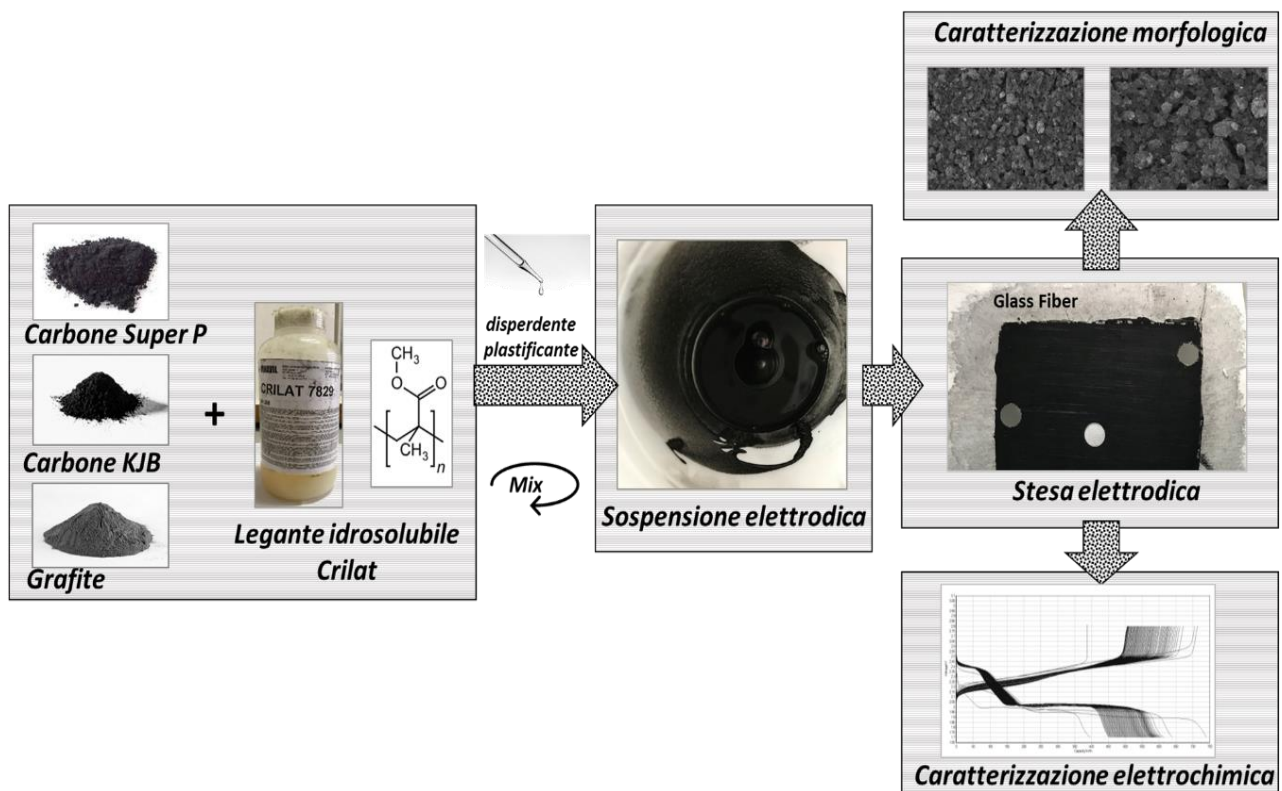 Caratterizzazione morfologica
Carbone Super P
Carbone KJB
Grafite
+
CRILAT 7829
CH3
O
O
CH3
n
Legante idrosolubile
Crilat
disperdente
plastificante
Mix
Sospensione elettrodica
Glass Fiber
Stesa elettrodica
Caratterizzazione elettrochimica